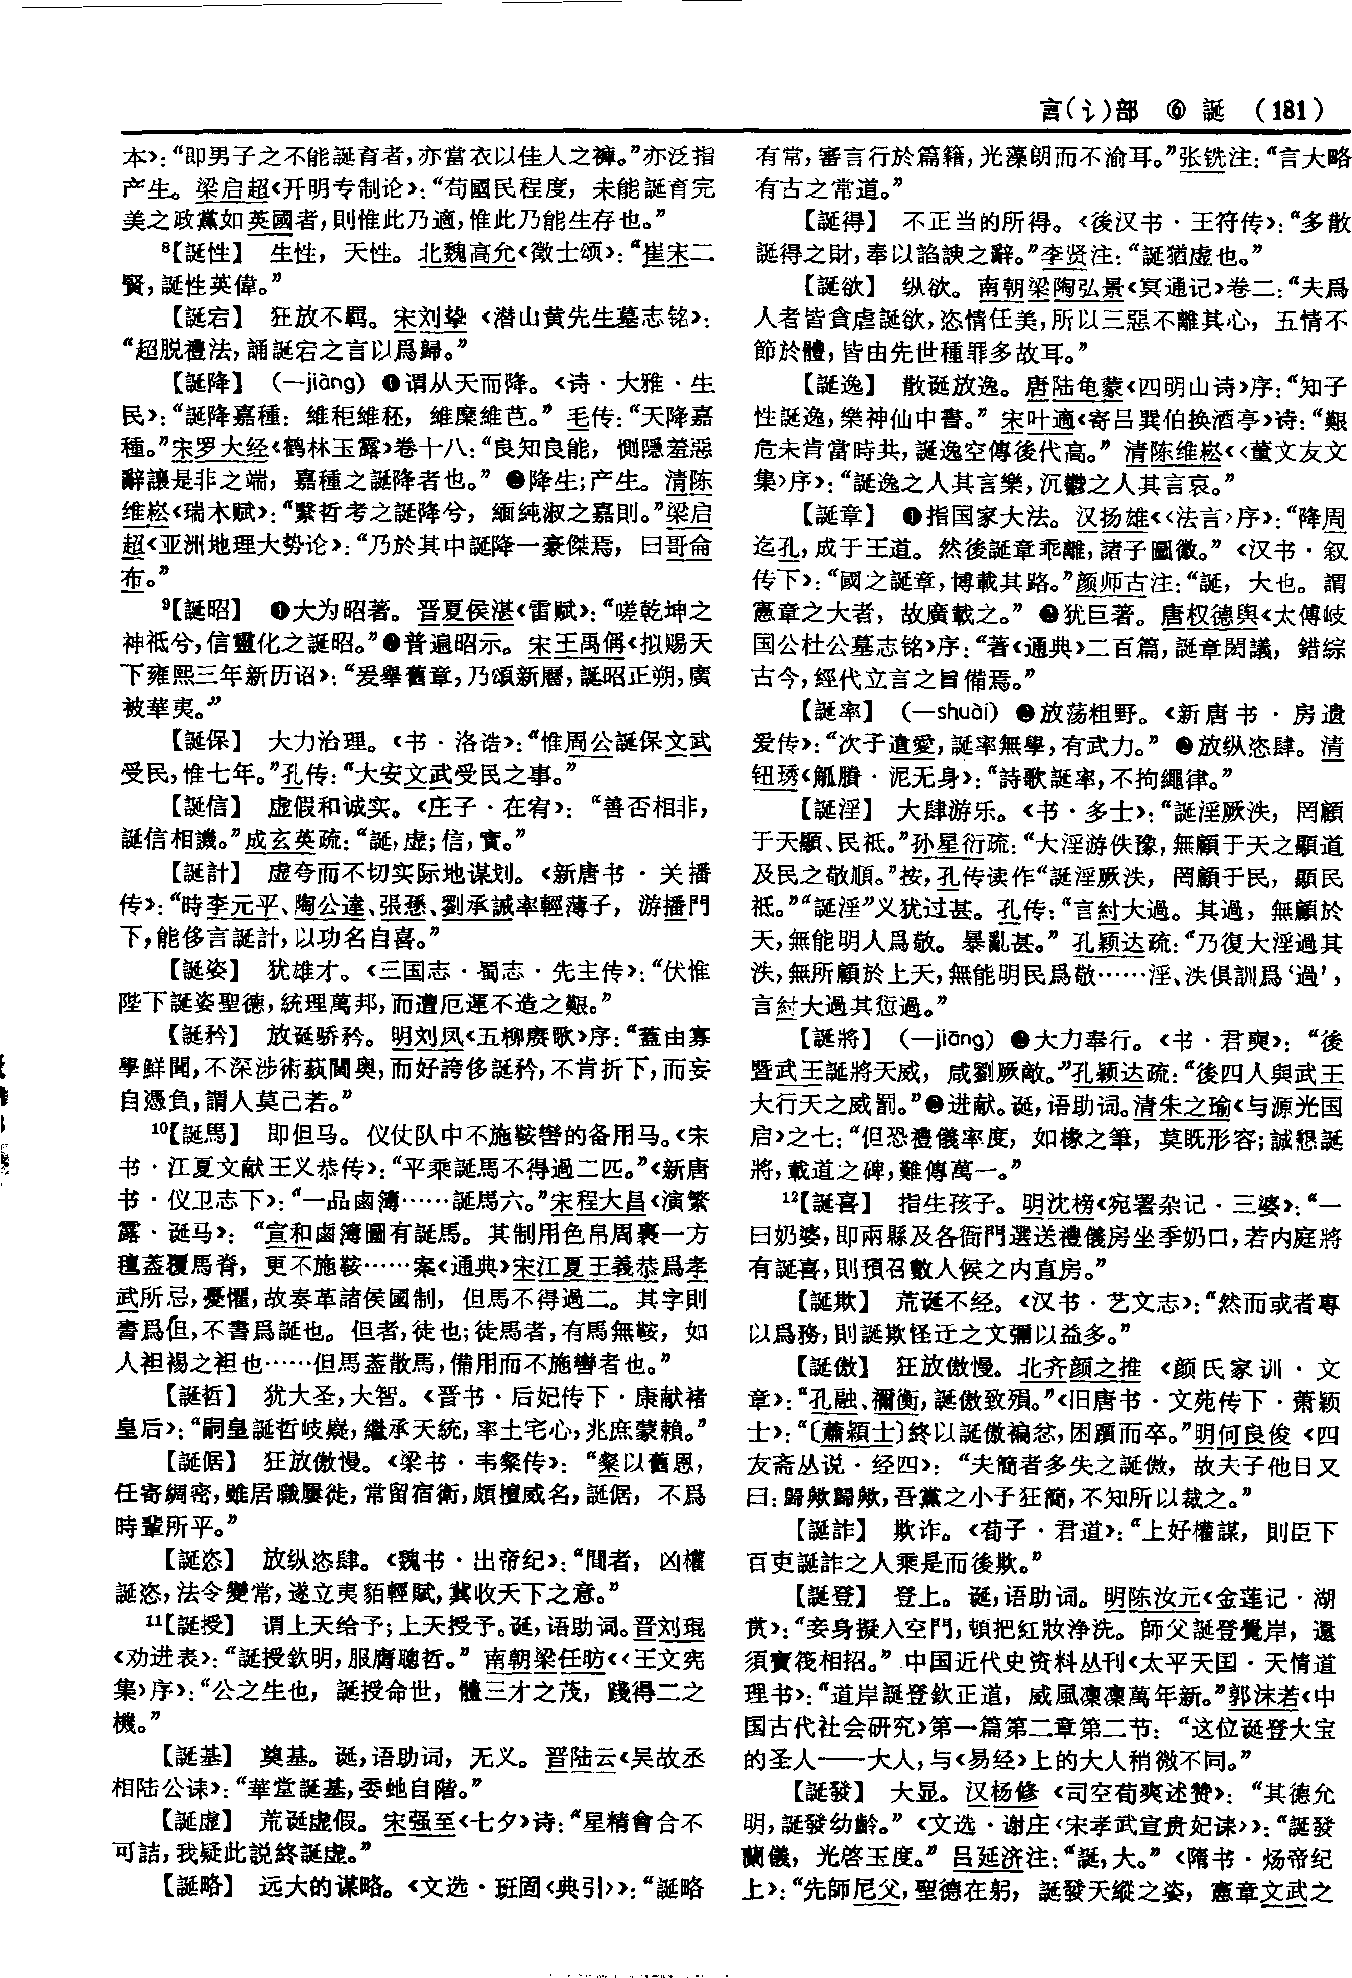 言(讠)部 ⑥ 誕 (181)
本》：“即男子之不能誕育者，亦當衣以佳人之褲。”亦泛指
产生。梁启超《开明专制论》：“苟國民程度，未能誕育完
美之政黨如英國者，則惟此乃適，惟此乃能生存也。”
⁸【誕性】 生性，天性。北魏高允《徵士颂》：“崔宋二
賢，誕性英偉。”
【誕宕】 狂放不羁。宋刘挚《潜山黄先生墓志铭》：
“超脱禮法，誦誕宕之言以爲歸。”
【誕降】 (—jiàng) ❶谓从天而降。《诗·大雅·生
民》：“誕降嘉種：維秬維秠，維穈維芑。”毛传：“天降嘉
種。”宋罗大经《鹤林玉露》卷十八：“良知良能，惻隱羞惡
辭讓是非之端，嘉種之誕降者也。”❷降生；产生。清陈
维崧《瑞木赋》：“繄哲考之誕降兮，緬純淑之嘉則。”梁启
超《亚洲地理大势论》：“乃於其中誕降一豪傑焉，曰哥侖
布。”
⁹【誕昭】 ❶大为昭著。晋夏侯湛《雷赋》：“嗟乾坤之
神祇兮，信靈化之誕昭。”❷普遍昭示。宋王禹偁《拟赐天
下雍熙三年新历诏》：“爰舉舊章，乃頒新曆，誕昭正朔，廣
被華夷。”
【誕保】 大力治理。《书·洛诰》：“惟周公誕保文武
受民，惟七年。”孔传：“大安文武受民之事。”
【誕信】 虚假和诚实。《庄子·在宥》：“善否相非，
誕信相譏。”成玄英疏：“誕，虚；信，實。”
【誕計】 虚夸而不切实际地谋划。《新唐书·关播
传》：“時李元平、陶公達、張愻、劉承誡率輕薄子，游播門
下，能侈言誕計，以功名自喜。”
【誕姿】 犹雄才。《三国志·蜀志·先主传》：“伏惟
陛下誕姿聖德，統理萬邦，而遭厄運不造之艱。”
【誕矜】 放诞骄矜。明刘凤《五柳赓歌》序：“蓋由寡
學鮮聞，不深涉術蓺閫奥，而好誇侈誕矜，不肯折下，而妄
自憑負，謂人莫己若。”
¹⁰【誕馬】 即但马。仪仗队中不施鞍辔的备用马。《宋
书·江夏文献王义恭传》：“平乘誕馬不得過二匹。”《新唐
书·仪卫志下》：“一品鹵簿……誕馬六。”宋程大昌《演繁
露·诞马》：“宣和鹵簿圖有誕馬。其制用色帛周裹一方
氊蓋覆馬脊，更不施鞍……案《通典》宋江夏王義恭爲孝
武所忌，憂懼，故奏革諸侯國制，但馬不得過二。其字則
書爲但，不書爲誕也。但者，徒也；徒馬者，有馬無鞍，如
人袒裼之袒也……但馬蓋散馬，備用而不施轡者也。”
【誕哲】 犹大圣，大智。《晋书·后妃传下·康献褚
皇后》：“嗣皇誕哲岐嶷，繼承天統，率土宅心，兆庶蒙賴。”
【誕倨】 狂放傲慢。《梁书·韦粲传》：“粲以舊恩，
任寄綢密，雖居職屢徙，常留宿衛，頗擅威名，誕倨，不爲
時輩所平。”
【誕恣】 放纵恣肆。《魏书·出帝纪》：“間者，凶權
誕恣，法令變常，遂立夷貊輕賦，冀收天下之意。”
¹¹【誕授】 谓上天给予；上天授予。诞，语助词。晋刘琨
《劝进表》：“誕授欽明，服膺聰哲。”南朝梁任昉《〈王文宪
集〉序》：“公之生也，誕授命世，體三才之茂，踐得二之
機。”
【誕基】 奠基。诞，语助词，无义。晋陆云《吴故丞
相陆公诔》：“華堂誕基，委虵自階。”
【誕虚】 荒诞虚假。宋强至《七夕》诗：“星精會合不
可詰，我疑此説終誕虚。”
【誕略】 远大的谋略。《文选·班固〈典引〉》：“誕略
有常，審言行於篇籍，光藻朗而不渝耳。”张铣注：“言大略
有古之常道。”
【誕得】 不正当的所得。《後汉书·王符传》：“多散
誕得之財，奉以諂諛之辭。”李贤注：“誕猶虚也。”
【誕欲】 纵欲。南朝梁陶弘景《冥通记》卷二：“夫爲
人者皆貪虐誕欲，恣情任美，所以三惡不離其心，五情不
節於體，皆由先世種罪多故耳。”
【誕逸】 散诞放逸。唐陆龟蒙《四明山诗》序：“知子
性誕逸，樂神仙中書。”宋叶適《寄吕巽伯换酒亭》诗：“艱
危未肯當時共，誕逸空傳後代高。”清陈维崧《〈董文友文
集〉序》：“誕逸之人其言樂，沉鬱之人其言哀。”
【誕章】 ❶指国家大法。汉扬雄《〈法言〉序》：“降周
迄孔，成于王道。然後誕章乖離，諸子圖徽。”《汉书·叙
传下》：“國之誕章，博載其路。”颜师古注：“誕，大也。謂
憲章之大者，故廣載之。”❷犹巨著。唐权德舆《太傅岐
国公杜公墓志铭》序：“著《通典》二百篇，誕章閎議，錯綜
古今，經代立言之旨備焉。”
【誕率】 (—shuài) ❶放荡粗野。《新唐书·房遗
爱传》：“次子遺愛，誕率無學，有武力。”❷放纵恣肆。清
钮琇《觚賸·泥无身》：“詩歌誕率，不拘繩律。”
【誕淫】 大肆游乐。《书·多士》：“誕淫厥泆，罔顧
于天顯、民祇。”孙星衍疏：“大淫游佚豫，無顧于天之顯道
及民之敬順。”按，孔传读作“誕淫厥泆，罔顧于民，顯民
祇。”“誕淫”义犹过甚。孔传：“言紂大過。其過，無顧於
天，無能明人爲敬。暴亂甚。”孔颖达疏：“乃復大淫過其
泆，無所顧於上天，無能明民爲敬……淫、泆俱訓爲‘過’，
言紂大過其愆過。”
【誕將】 (—jiāng) ❶大力奉行。《书·君奭》：“後
暨武王誕將天威，咸劉厥敵。”孔颖达疏：“後四人與武王
大行天之威罰。”❷进献。诞，语助词。清朱之瑜《与源光国
启》之七：“但恐禮儀率度，如椽之筆，莫既形容；誠懇誕
將，載道之碑，難傳萬一。”
¹²【誕喜】 指生孩子。明沈榜《宛署杂记·三婆》：“一
曰奶婆，即兩縣及各衙門選送禮儀房坐季奶口，若内庭將
有誕喜，則預召數人候之内直房。”
【誕欺】 荒诞不经。《汉书·艺文志》：“然而或者專
以爲務，則誕欺怪迂之文彌以益多。”
【誕傲】 狂放傲慢。北齐颜之推《颜氏家训·文
章》：“孔融、禰衡，誕傲致殞。”《旧唐书·文苑传下·萧颖
士》：“〔蕭穎士〕終以誕傲褊忿，困躓而卒。”明何良俊《四
友斋丛说·经四》：“夫簡者多失之誕傲，故夫子他日又
曰：歸歟歸歟，吾黨之小子狂簡，不知所以裁之。”
【誕詐】 欺诈。《荀子·君道》：“上好權謀，則臣下
百吏誕詐之人乘是而後欺。”
【誕登】 登上。诞，语助词。明陈汝元《金莲记·湖
赏》：“妾身擬入空門，頓把紅妝净洗。師父誕登覺岸，還
須寶筏相招。”中国近代史资料丛刊《太平天国·天情道
理书》：“道岸誕登欽正道，威風凜凜萬年新。”郭沫若《中
国古代社会研究》第一篇第二章第二节：“这位诞登大宝
的圣人——大人，与《易经》上的大人稍微不同。”
【誕發】 大显。汉杨修《司空荀爽述赞》：“其德允
明，誕發幼齡。”《文选·谢庄〈宋孝武宣贵妃诔〉》：“誕發
蘭儀，光啓玉度。”吕延济注：“誕，大。”《隋书·炀帝纪
上》：“先師尼父，聖德在躬，誕發天縱之姿，憲章文武之